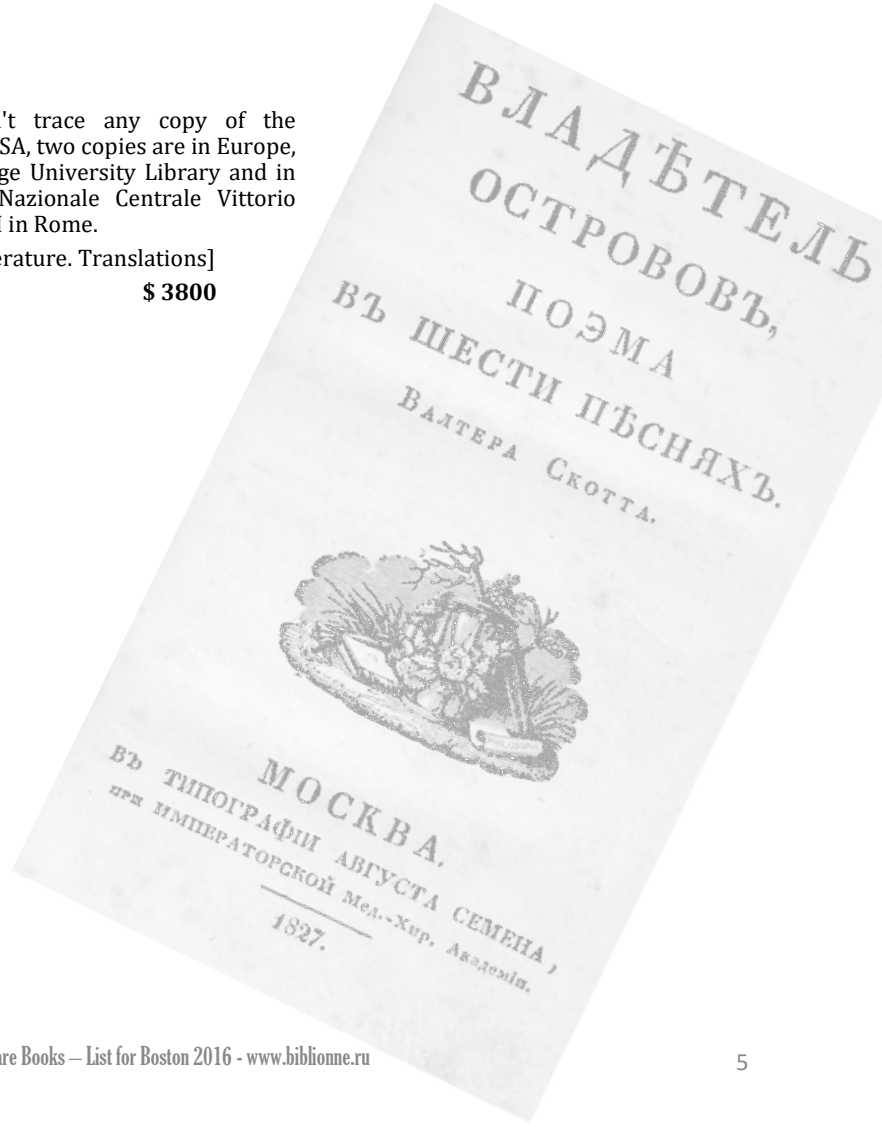 't trace any copy of the
SA, two copies are in Europe,
ge University Library and in
Nazionale Centrale Vittorio
I in Rome.
erature. Translations]
$ 3800
ВЛАДѢТЕЛЬ
ОСТРОВОВЪ,
ПОЭМА
ВЪ ШЕСТИ ПѢСНЯХЪ.
ВАЛТЕРА СКОТТА.
МОСКВА.
ВЪ ТИПОГРАФІИ АВГУСТА СЕМЕНА,
при ИМПЕРАТОРСКОЙ Мед.-Хир. Академіи.
1827.
are Books – List for Boston 2016 - www.biblionne.ru
5